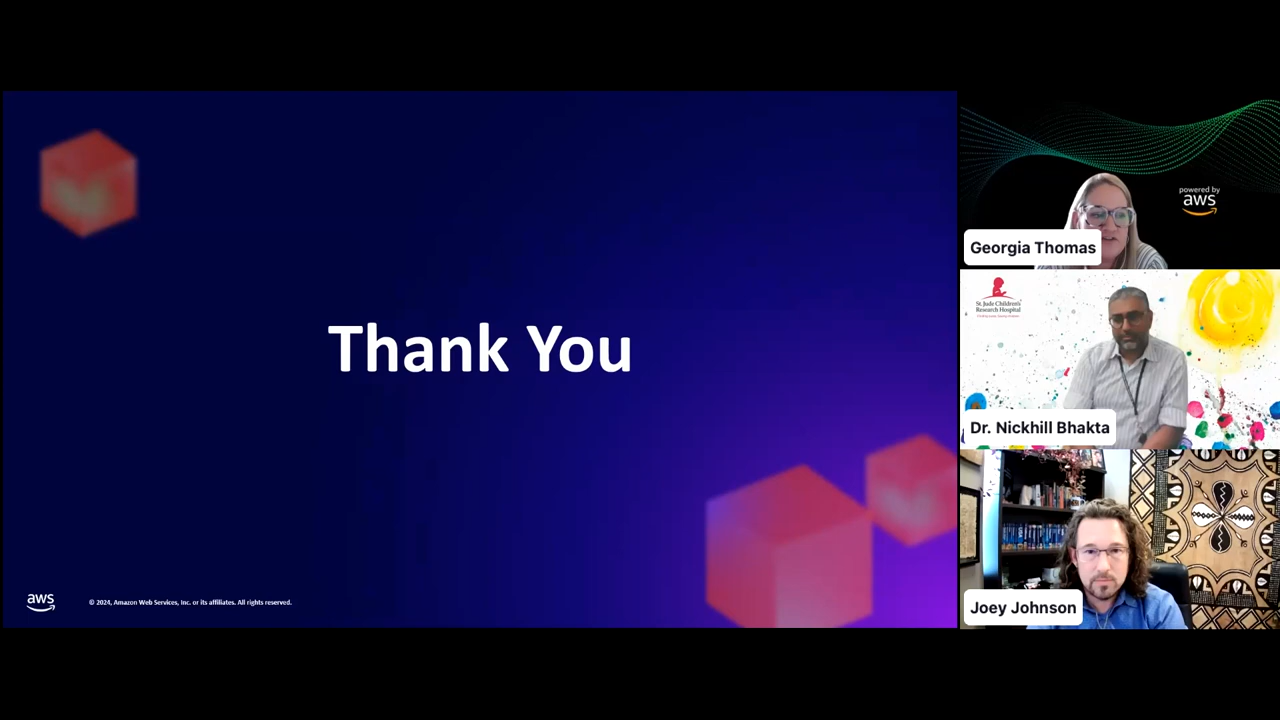 Thank You
aws
© 2024, Amazon Web Services, Inc. or its affiliates. All rights reserved.
powered by
aws
Georgia Thomas
St. Jude Children's
Research Hospital
Dr. Nickhill Bhakta
Joey Johnson